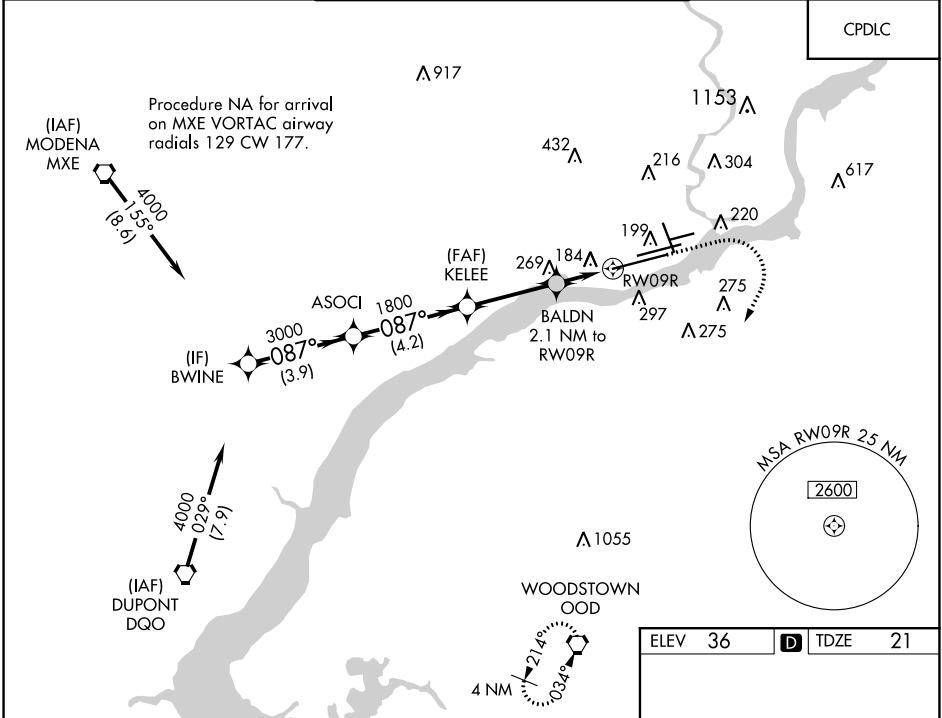 CPDLC
917
1153
Procedure NA for arrival
on MXE VORTAC airway
radials 129 CW 177.
(IAF)
MODENA
MXE
432
216
304
617
4000
155°
(8.6)
199
220
(FAF)
KELEE
269
184
RW09R
275
297
275
BALDN
2.1 NM to
RW09R
ASOCI
1800
087°
(4.2)
3000
087°
(3.9)
(IF)
BWINE
MSA RW09R 25 NM
2600
4000
029°
(7.9)
(IAF)
DUPONT
DQO
1055
WOODSTOWN
OOD
214°
034°
4 NM
ELEV 36 D TDZE 21